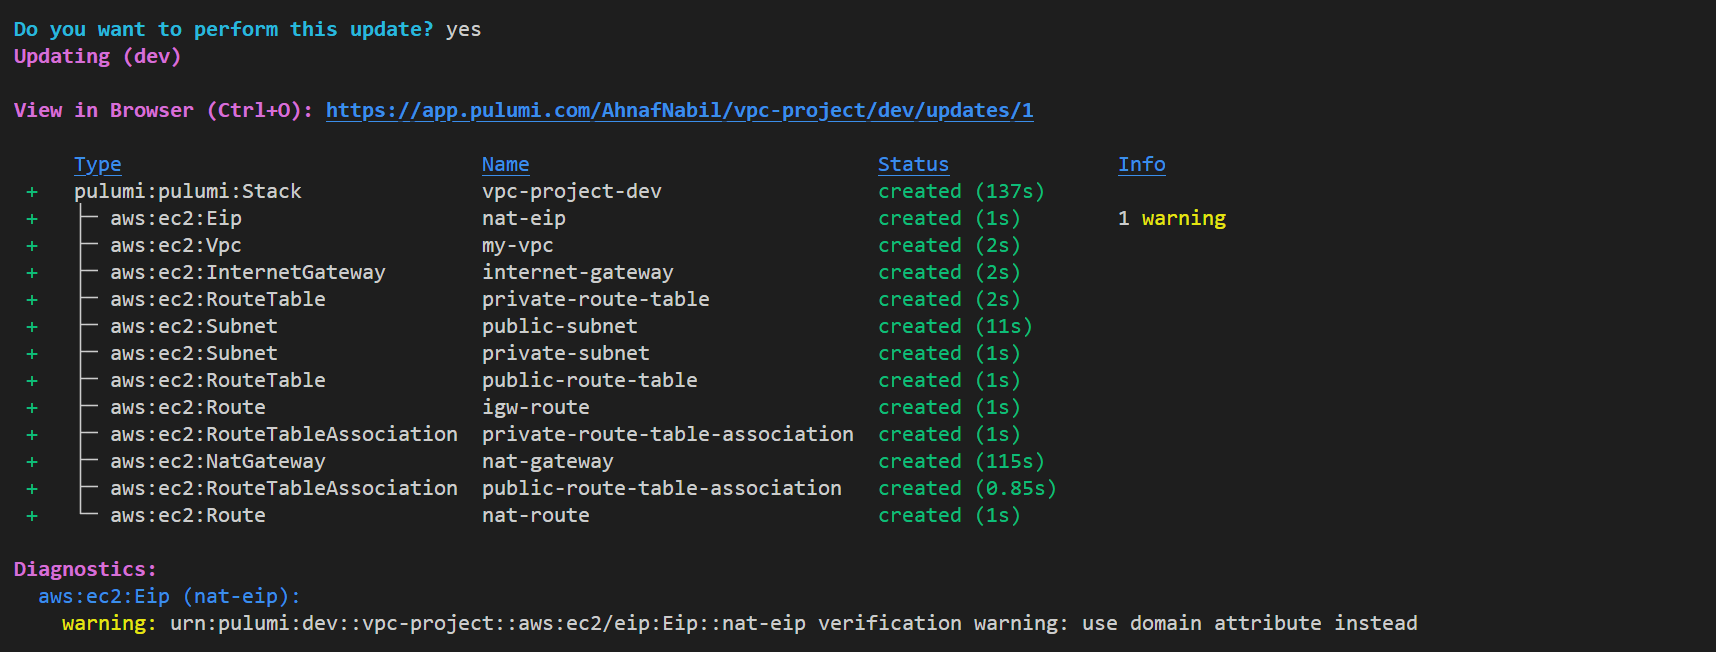 Do you want to perform this update? yes
Updating (dev)
View in Browser (Ctrl+O): https://app.pulumi.com/AhnafNabil/vpc-project/dev/updates/1
Type Name Status Info
+ pulumi:pulumi:Stack vpc-project-dev created (137s)
+ ├─ aws:ec2:Eip nat-eip created (1s) 1 warning
+ ├─ aws:ec2:Vpc my-vpc created (2s)
+ ├─ aws:ec2:InternetGateway internet-gateway created (2s)
+ ├─ aws:ec2:RouteTable private-route-table created (2s)
+ ├─ aws:ec2:Subnet public-subnet created (11s)
+ ├─ aws:ec2:Subnet private-subnet created (1s)
+ ├─ aws:ec2:RouteTable public-route-table created (1s)
+ ├─ aws:ec2:Route igw-route created (1s)
+ ├─ aws:ec2:RouteTableAssociation private-route-table-association created (1s)
+ ├─ aws:ec2:NatGateway nat-gateway created (115s)
+ ├─ aws:ec2:RouteTableAssociation public-route-table-association created (0.85s)
+ └─ aws:ec2:Route nat-route created (1s)
Diagnostics:
aws:ec2:Eip (nat-eip):
warning: urn:pulumi:dev::vpc-project::aws:ec2/eip:Eip::nat-eip verification warning: use domain attribute instead